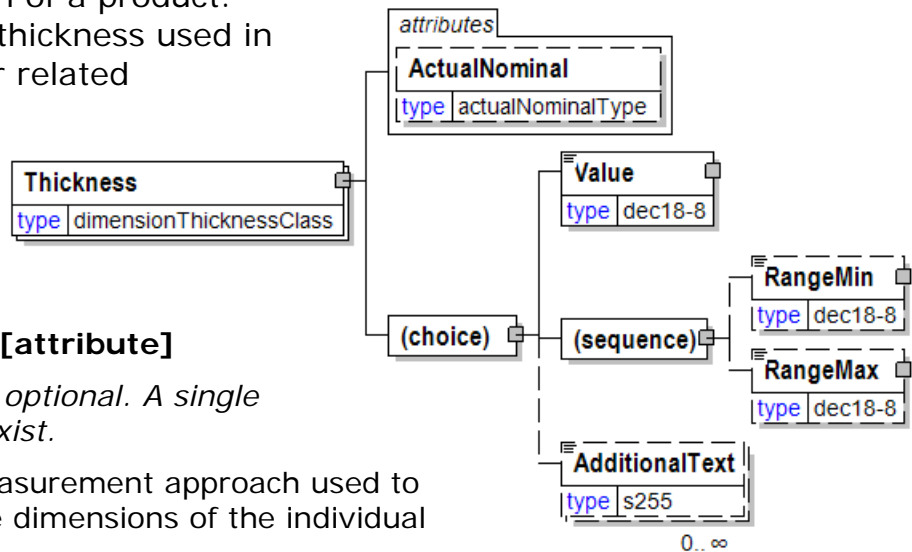 n of a product.
thickness used in
r related
attributes
ActualNominal
type actualNominalType
Thickness
type dimensionThicknessClass
Value
type dec18-8
(choice)
(sequence)
RangeMin
type dec18-8
RangeMax
type dec18-8
AdditionalText
type s255
0.. ∞
[attribute]
optional. A single
xist.
asurement approach used to
e dimensions of the individual